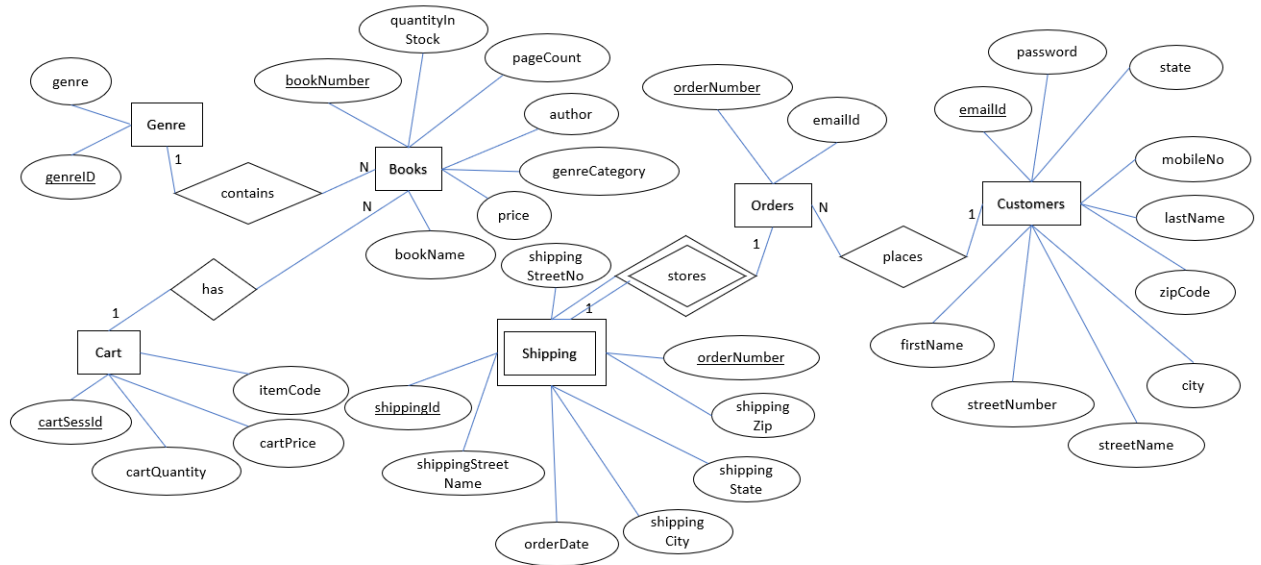 quantityIn
Stock
password
pageCount
state
genre
bookNumber
orderNumber
emailId
author
emailId
Genre
1
mobileNo
N
Books
genreCategory
genreID
contains
N
price
Orders
N
Customers
1
lastName
bookName
1
shipping
StreetNo
stores
places
has
zipCode
1
1
Cart
Shipping
firstName
orderNumber
itemCode
city
shippingId
shipping
Zip
streetNumber
cartSessId
cartPrice
streetName
cartQuantity
shippingStreet
Name
shipping
State
shipping
City
orderDate